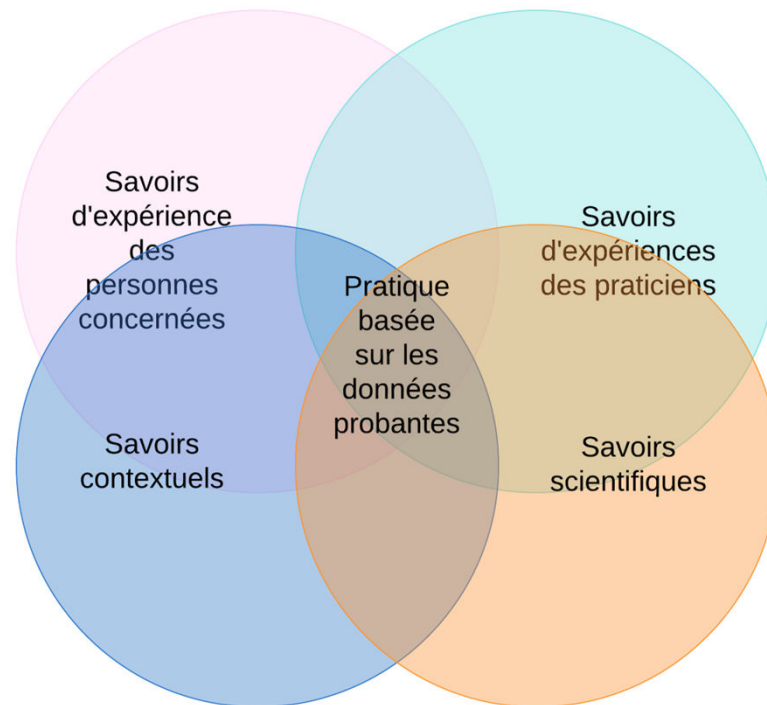 Savoirs
d'expérience
des
personnes
concernées
Savoirs
d'expériences
des praticiens
Pratique
basée
sur les
données
probantes
Savoirs
contextuels
Savoirs
scientifiques